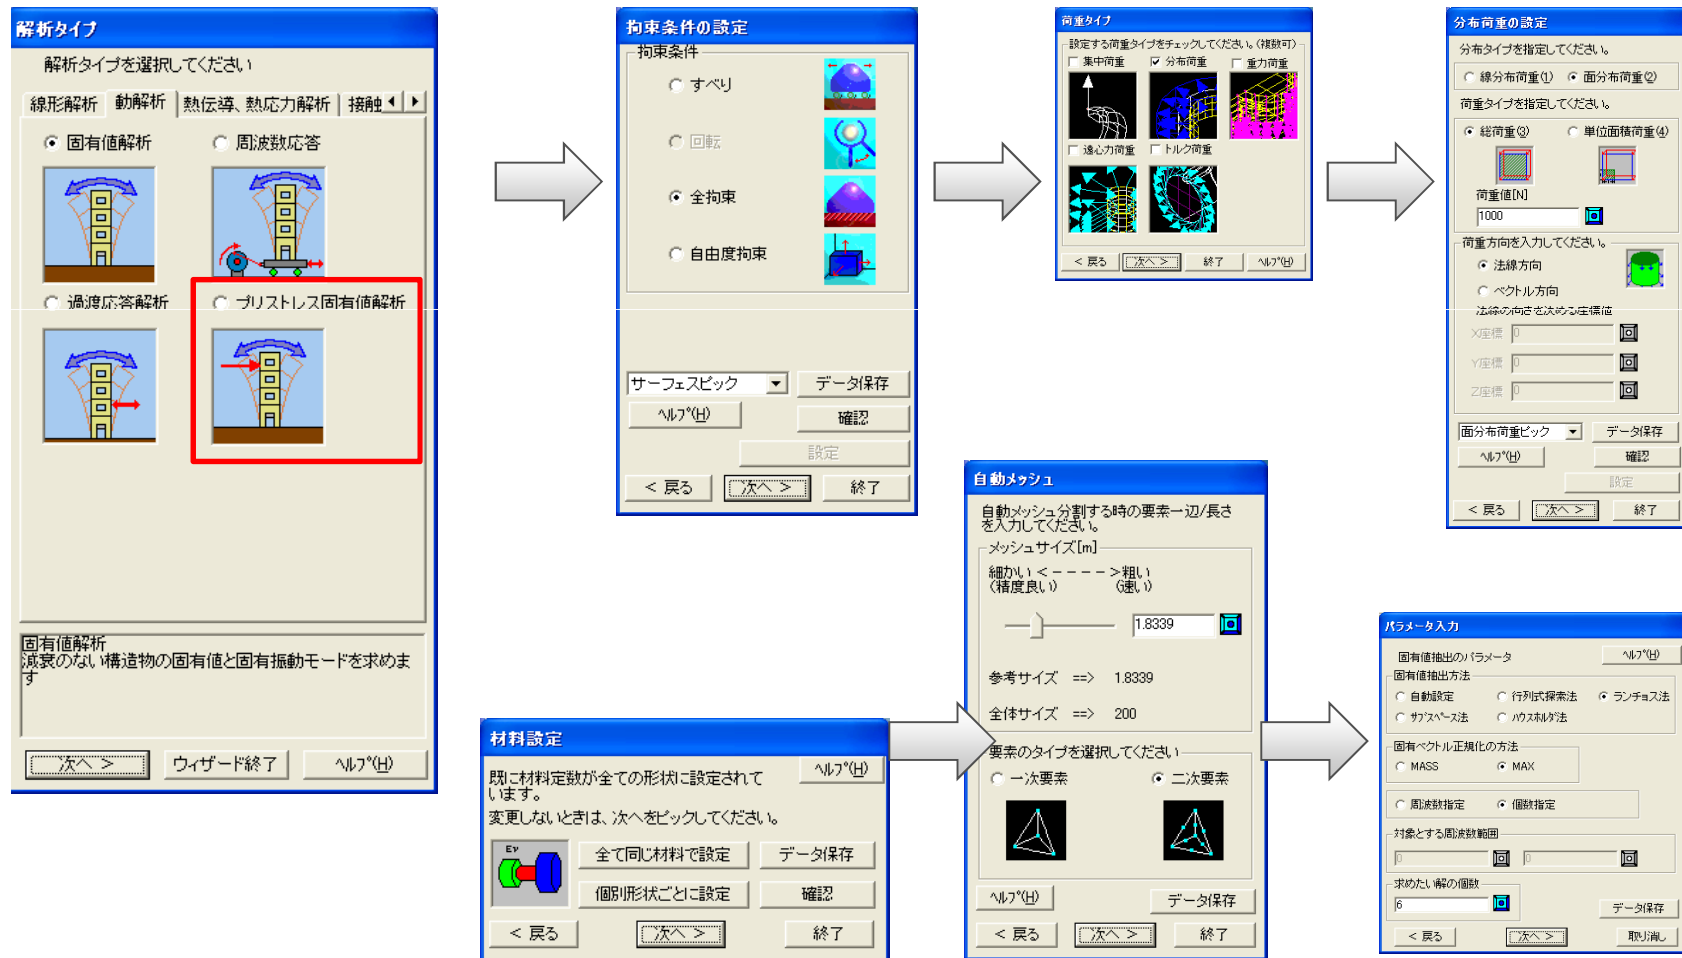 解析タイプ
解析タイプを選択してください
線形解析 動解析 熱伝導、熱応力解析 接触
固有値解析 周波数応答
過渡応答解析 プリストレス固有値解析
固有値解析
減衰のない構造物の固有値と固有振動モードを求めま
す
次へ > ウィザード終了 ヘルプ(H)
拘束条件の設定
拘束条件
すべり
回転
全拘束
自由度拘束
サーフェスピック データ保存
ヘルプ(H) 確認
設定
< 戻る 次へ > 終了
荷重タイプ
設定する荷重タイプをチェックしてください。(複数可)
集中荷重 分布荷重 重力荷重
遠心力荷重 トルク荷重
< 戻る 次へ > 終了 ヘルプ(H)
分布荷重の設定
分布タイプを指定してください。
線分布荷重(1) 面分布荷重(2)
荷重タイプを指定してください。
総荷重(3) 単位面積荷重(4)
荷重値[N]
1000
荷重方向を入力してください。
法線方向
ベクトル方向
法線の向きを決める座標値
X座標 0
Y座標 0
Z座標 0
面分布荷重ピック データ保存
ヘルプ(H) 確認
設定
< 戻る 次へ > 終了
材料設定
既に材料定数が全ての形状に設定されて ヘルプ(H)
います。
変更しないときは、次へをピックしてください。
Eν 全て同じ材料で設定 データ保存
個別形状ごとに設定 確認
< 戻る 次へ > 終了
自動メッシュ
自動メッシュ分割する時の要素一辺/長さ
を入力してください。
メッシュサイズ[m]
細かい < - - - - > 粗い
(精度良い) (速い)
1.8339
参考サイズ ==> 1.8339
全体サイズ ==> 200
要素のタイプを選択してください
一次要素 二次要素
ヘルプ(H) データ保存
< 戻る 次へ > 終了
パラメータ入力
固有値抽出のパラメータ ヘルプ(H)
固有値抽出方法
自動設定 行列式探索法 ランチョス法
サブスペース法 ハウスホルダ法
固有ベクトル正規化の方法
MASS MAX
周波数指定 個数指定
対象とする周波数範囲
0 0
求めたい解の個数
6 データ保存
< 戻る 次へ > 取り消し